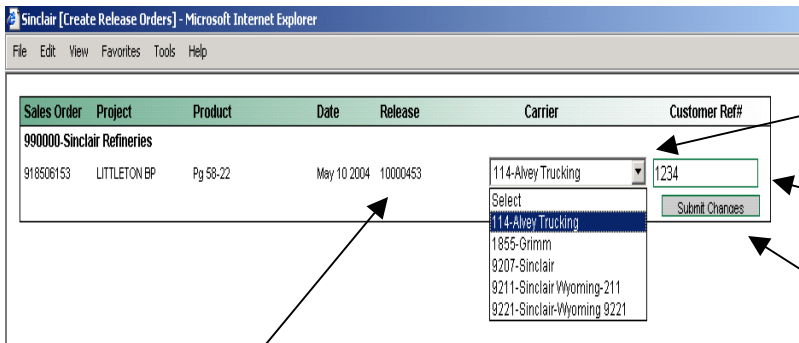 Sinclair [Create Release Orders] - Microsoft Internet Explorer
File Edit View Favorites Tools Help
Sales Order Project Product Date Release Carrier Customer Ref#
990000-Sinclair Refineries
918506153 LITTLETON BP Pg 58-22 May 10 2004 10000453 114-Alvey Trucking 1234
Select
Submit Changes
114-Alvey Trucking
1855-Grimm
9207-Sinclair
9211-Sinclair Wyoming-211
9221-Sinclair-Wyoming 9221